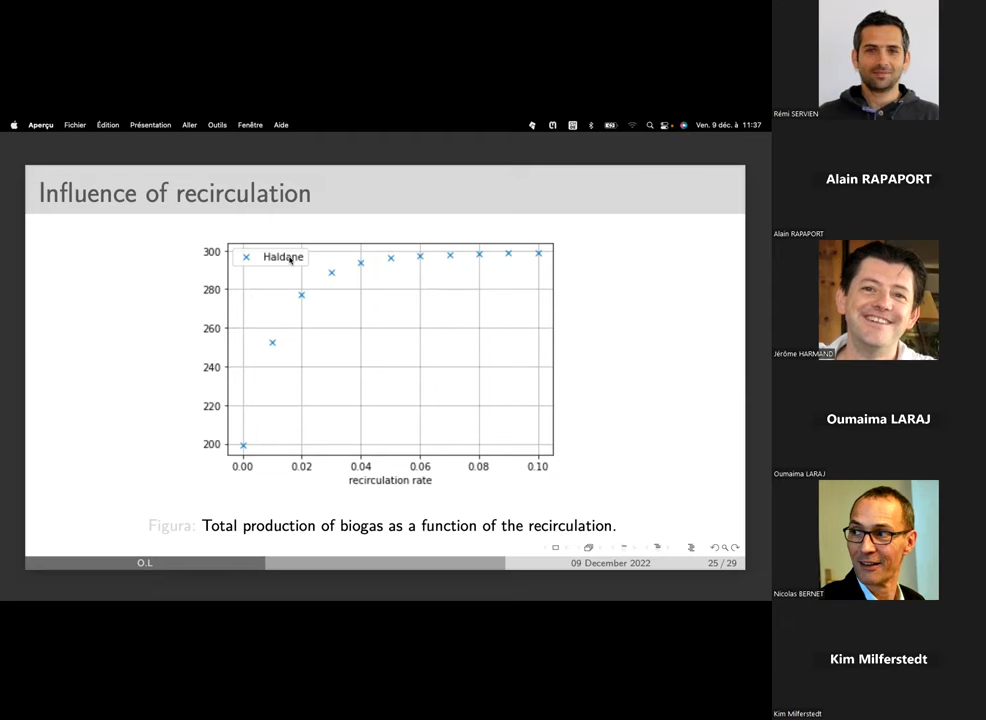 Aperçu Fichier Édition Présentation Aller Outils Fenêtre Aide Ven. 9 déc. à 11:37
Influence of recirculation
Haldane
300
280
260
240
220
200
0.00 0.02 0.04 0.06 0.08 0.10
recirculation rate
Figura: Total production of biogas as a function of the recirculation.
O.L 09 December 2022 25 / 29
Rémi SERVIEN
Alain RAPAPORT
Alain RAPAPORT
Jérôme HARMAND
Oumaima LARAJ
Oumaima LARAJ
Nicolas BERNET
Kim Milferstedt
Kim Milferstedt